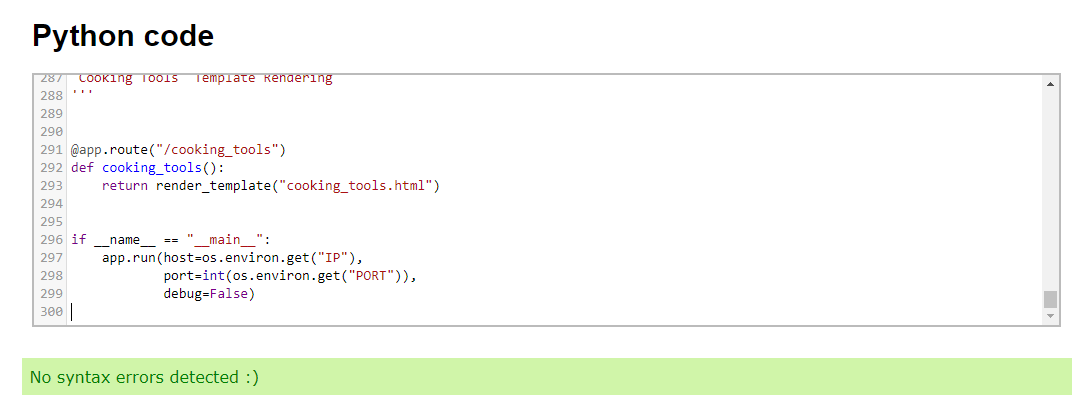 Python code
287 'Cooking Tools' Template Rendering
288 '''
289
290
291 @app.route("/cooking_tools")
292 def cooking_tools():
293     return render_template("cooking_tools.html")
294
295
296 if __name__ == "__main__":
297     app.run(host=os.environ.get("IP"),
298             port=int(os.environ.get("PORT")),
299             debug=False)
300
No syntax errors detected :)